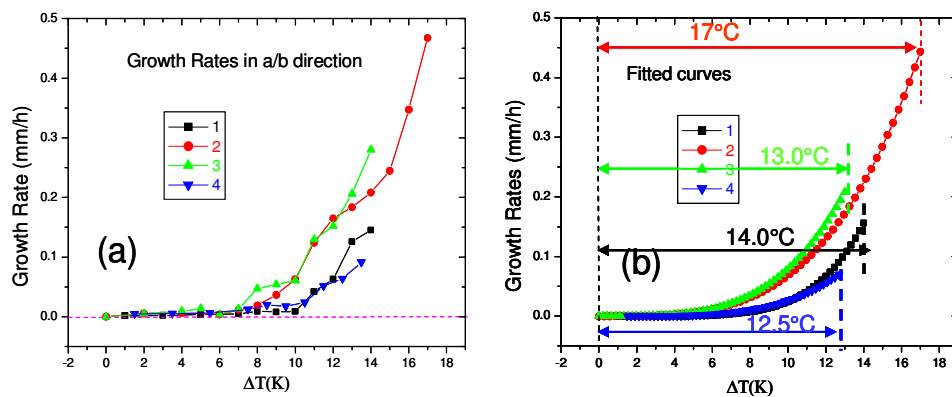 0.5
0.4
0.3
0.2
0.1
0.0
Growth Rate (mm/h)
Growth Rates in a/b direction
1
2
3
4
(a)
-2 0 2 4 6 8 10 12 14 16 18
ΔT(K)
0.5
0.4
0.3
0.2
0.1
0.0
Growth Rates (mm/h)
17°C
Fitted curves
1
2
3
4
13.0°C
14.0°C
(b)
12.5°C
-2 0 2 4 6 8 10 12 14 16 18
ΔT(K)